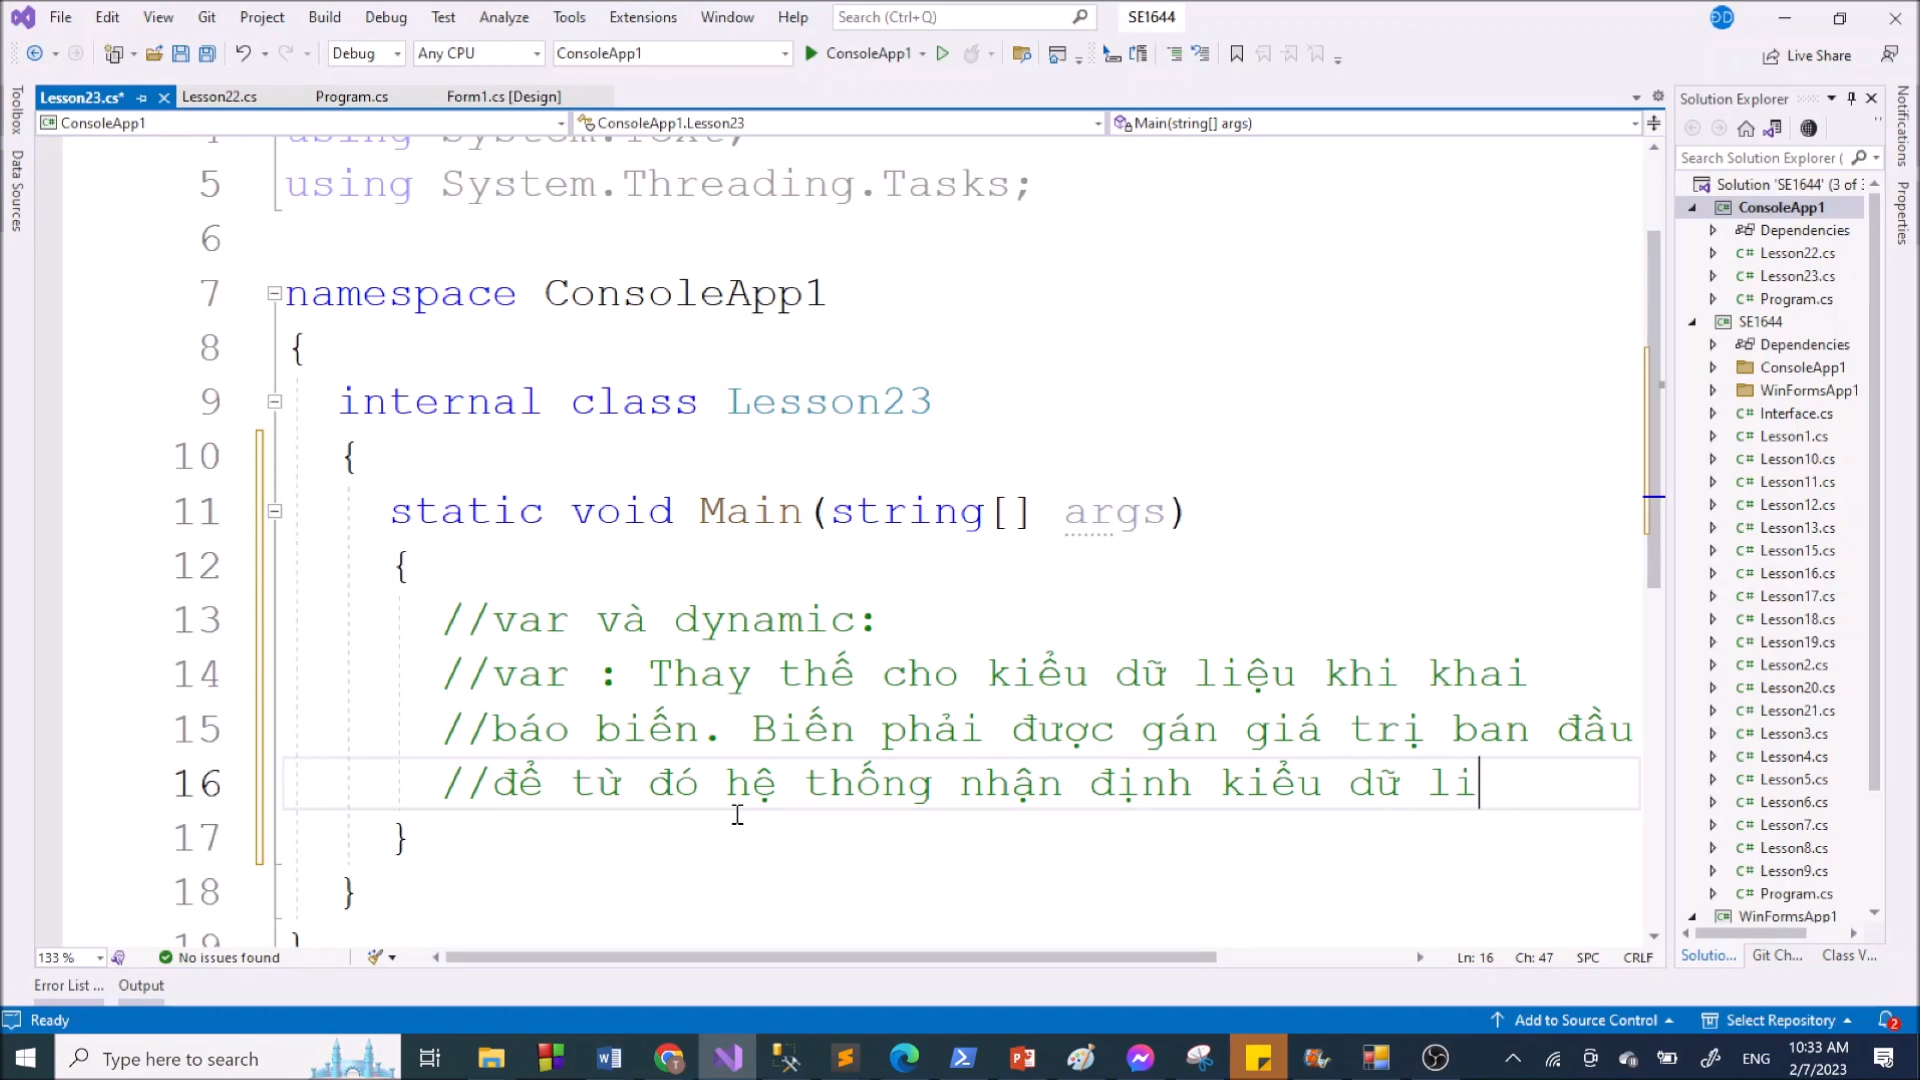 File Edit View Git Project Build Debug Test Analyze Tools Extensions Window Help Search (Ctrl+Q) SE1644
Debug Any CPU ConsoleApp1 ConsoleApp1 Live Share
Lesson23.cs* Lesson22.cs Program.cs Form1.cs [Design]
ConsoleApp1 ConsoleApp1.Lesson23 Main(string[] args)
4 using System.Text;
5 using System.Threading.Tasks;
6
7 namespace ConsoleApp1
8 {
9 internal class Lesson23
10 {
11 static void Main(string[] args)
12 {
13 //var và dynamic:
14 //var : Thay thế cho kiểu dữ liệu khi khai
15 //báo biến. Biến phải được gán giá trị ban đầu
16 //để từ đó hệ thống nhận định kiểu dữ li
17 }
18 }
19 }
133 % No issues found Ln: 16 Ch: 47 SPC CRLF
Error List ... Output
Ready Add to Source Control Select Repository 2
Type here to search ENG 10:33 AM
2/7/2023
Toolbox
Data Sources
Solution Explorer
Search Solution Explorer (
Solution 'SE1644' (3 of :
ConsoleApp1
Dependencies
C# Lesson22.cs
C# Lesson23.cs
C# Program.cs
SE1644
Dependencies
ConsoleApp1
WinFormsApp1
C# Interface.cs
C# Lesson1.cs
C# Lesson10.cs
C# Lesson11.cs
C# Lesson12.cs
C# Lesson13.cs
C# Lesson15.cs
C# Lesson16.cs
C# Lesson17.cs
C# Lesson18.cs
C# Lesson19.cs
C# Lesson2.cs
C# Lesson20.cs
C# Lesson21.cs
C# Lesson3.cs
C# Lesson4.cs
C# Lesson5.cs
C# Lesson6.cs
C# Lesson7.cs
C# Lesson8.cs
C# Lesson9.cs
C# Program.cs
WinFormsApp1
Solutio... Git Ch... Class V...
Notifications
Properties